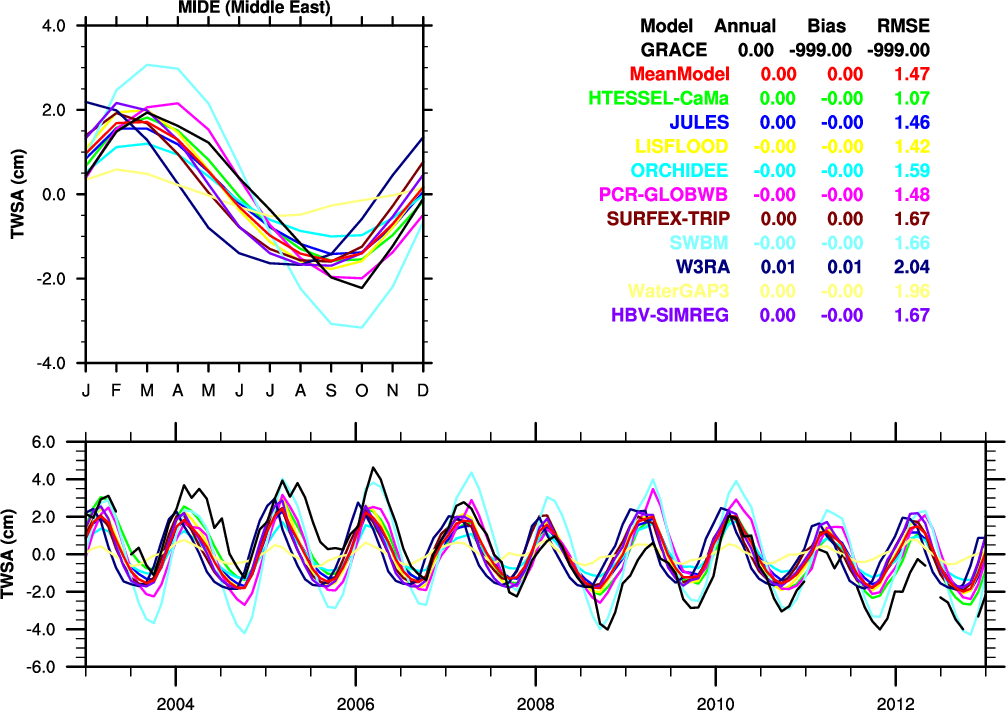 MIDE (Middle East)
4.0
2.0
0.0
-2.0
-4.0
TWSA (cm)
J F M A M J J A S O N D
Model Annual Bias RMSE
GRACE 0.00 -999.00 -999.00
MeanModel 0.00 0.00 1.47
HTESSEL-CaMa 0.00 -0.00 1.07
JULES 0.00 -0.00 1.46
LISFLOOD -0.00 -0.00 1.42
ORCHIDEE -0.00 -0.00 1.59
PCR-GLOBWB -0.00 -0.00 1.48
SURFEX-TRIP 0.00 0.00 1.67
SWBM -0.00 -0.00 1.66
W3RA 0.01 0.01 2.04
WaterGAP3 0.00 -0.00 1.96
HBV-SIMREG 0.00 -0.00 1.67
6.0
4.0
2.0
0.0
-2.0
-4.0
-6.0
TWSA (cm)
2004 2006 2008 2010 2012